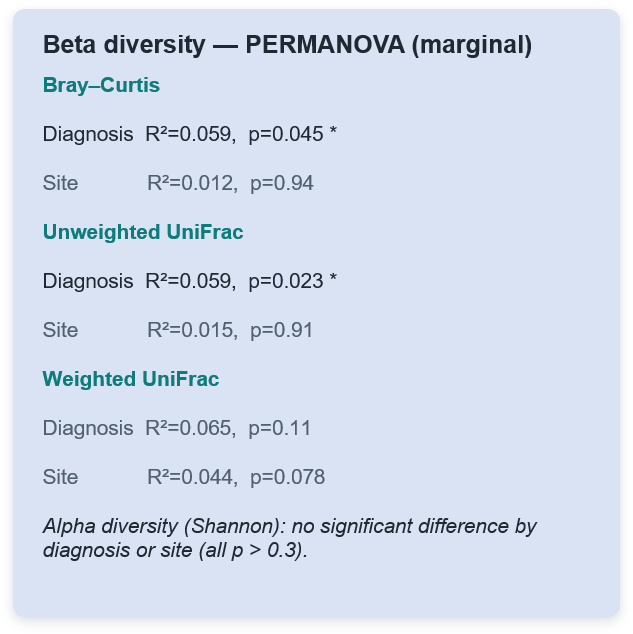 Beta diversity — PERMANOVA (marginal)
Bray–Curtis
Diagnosis R²=0.059, p=0.045 *
Site R²=0.012, p=0.94
Unweighted UniFrac
Diagnosis R²=0.059, p=0.023 *
Site R²=0.015, p=0.91
Weighted UniFrac
Diagnosis R²=0.065, p=0.11
Site R²=0.044, p=0.078
Alpha diversity (Shannon): no significant difference by
diagnosis or site (all p > 0.3).